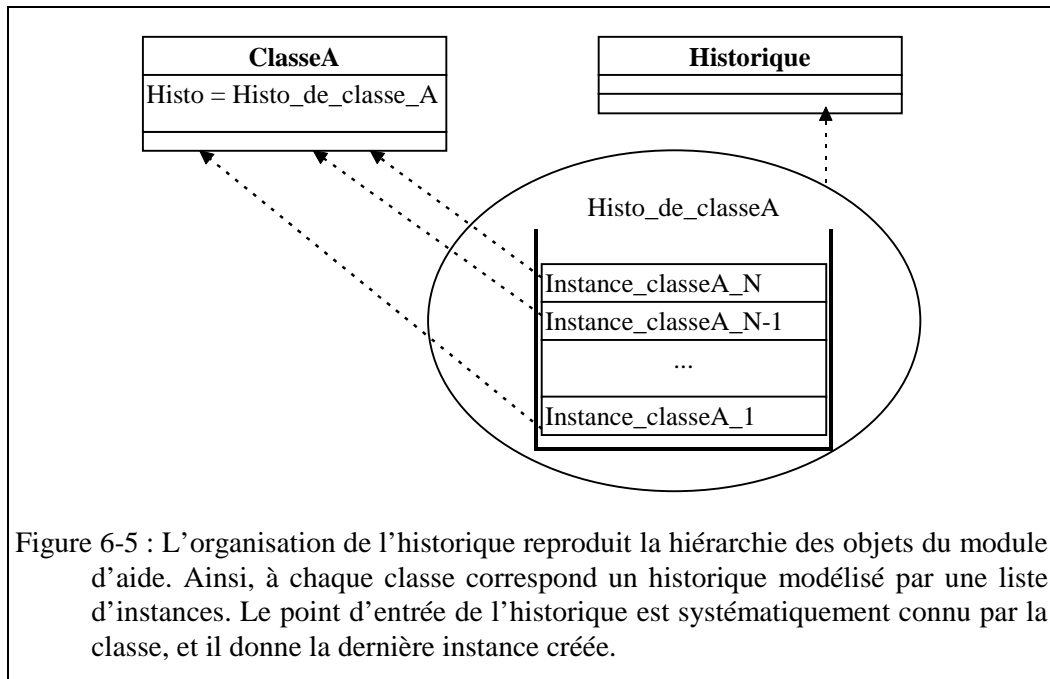 ClasseA
Histo = Histo_de_classe_A
Historique
Histo_de_classeA
Instance_classeA_N
Instance_classeA_N-1
...
Instance_classeA_1
Figure 6-5 : L’organisation de l’historique reproduit la hiérarchie des objets du module
d’aide. Ainsi, à chaque classe correspond un historique modélisé par une liste
d’instances. Le point d’entrée de l’historique est systématiquement connu par la
classe, et il donne la dernière instance créée.